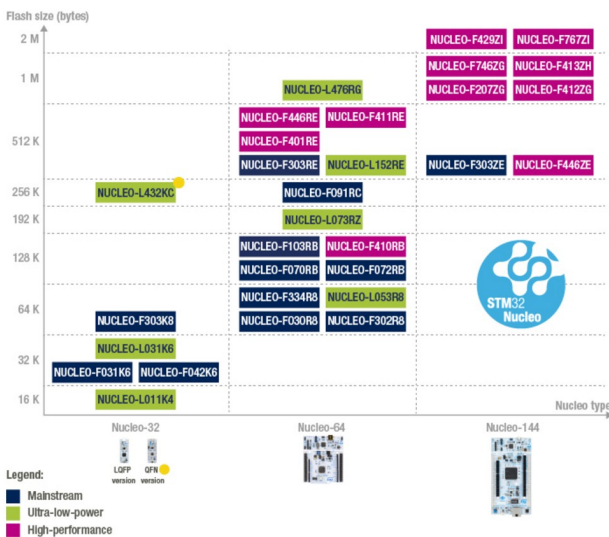 Flash size (bytes)
2 M
NUCLEO-F429ZI NUCLEO-F767ZI
NUCLEO-F746ZG NUCLEO-F413ZH
1 M
NUCLEO-L476RG NUCLEO-F207ZG NUCLEO-F412ZG
NUCLEO-F446RE NUCLEO-F411RE
512 K
NUCLEO-F401RE
NUCLEO-F303RE NUCLEO-L152RE NUCLEO-F303ZE NUCLEO-F446ZE
256 K
NUCLEO-L432KC NUCLEO-F091RC
192 K
NUCLEO-L073RZ
NUCLEO-F103RB NUCLEO-F410RB
128 K
NUCLEO-F070RB NUCLEO-F072RB
NUCLEO-F334R8 NUCLEO-L053R8
STM32
Nucleo
64 K
NUCLEO-F303K8 NUCLEO-F030R8 NUCLEO-F302R8
NUCLEO-L031K6
32 K
NUCLEO-F031K6 NUCLEO-F042K6
16 K
NUCLEO-L011K4
Nucleo type
Nucleo-32 Nucleo-64 Nucleo-144
LQFP QFN
version version
Legend:
Mainstream
Ultra-low-power
High-performance